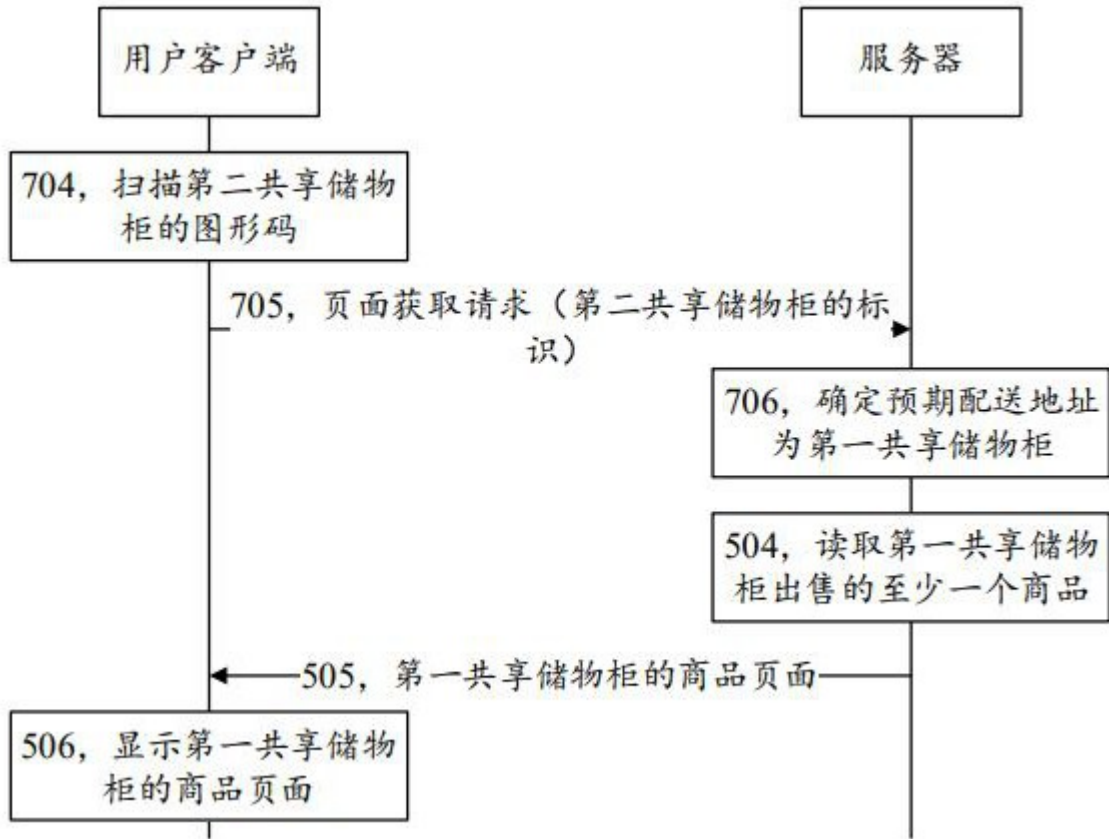 用户客户端
服务器
704，扫描第二共享储物
柜的图形码
705，页面获取请求（第二共享储物柜的标
识）
706，确定预期配送地址
为第一共享储物柜
504，读取第一共享储物
柜出售的至少一个商品
505，第一共享储物柜的商品页面
506，显示第一共享储物
柜的商品页面